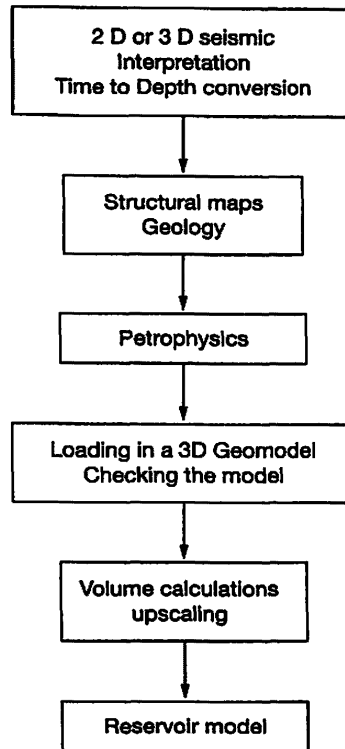 2 D or 3 D seismic
Interpretation
Time to Depth conversion
Structural maps
Geology
Petrophysics
Loading in a 3D Geomodel
Checking the model
Volume calculations
upscaling
Reservoir model